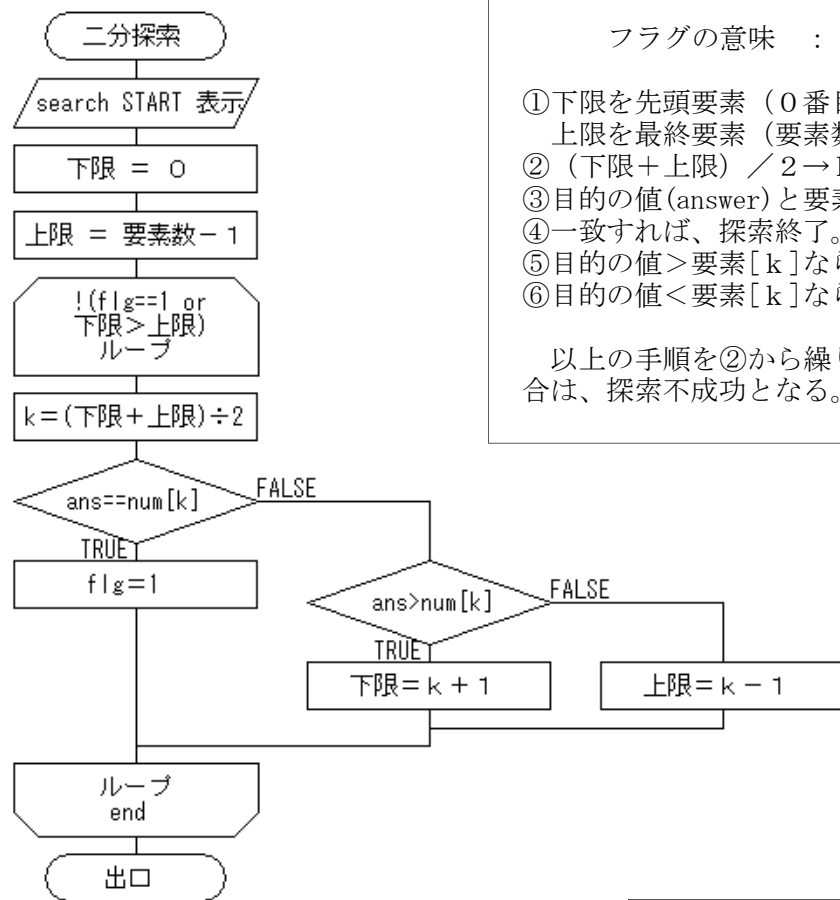 二分探索
search START 表示
下限 = 0
上限 = 要素数－1
!(flg==1 or
下限＞上限)
ループ
k＝(下限＋上限)÷2
ans==num[k]
FALSE
TRUE
flg＝1
ans>num[k]
FALSE
TRUE
下限＝k＋1
上限＝k－1
ループ
end
出口
フラグの意味 :
①下限を先頭要素（０番
上限を最終要素（要素
②（下限＋上限）／２→
③目的の値(answer)と要
④一致すれば、探索終了。
⑤目的の値＞要素[ｋ]な
⑥目的の値＜要素[ｋ]な
以上の手順を②から繰
合は、探索不成功となる。